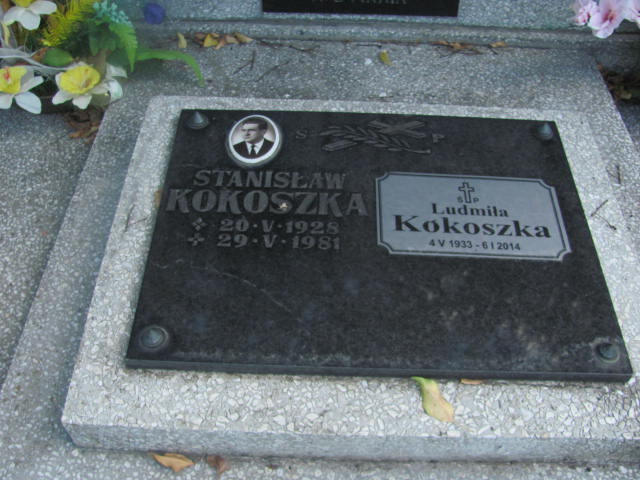 Ś P
STANISŁAW
KOKOSZKA
20·V·1928
29·V·1981
Ś P
Ludmiła
Kokoszka
4 V 1933 - 6 I 2014